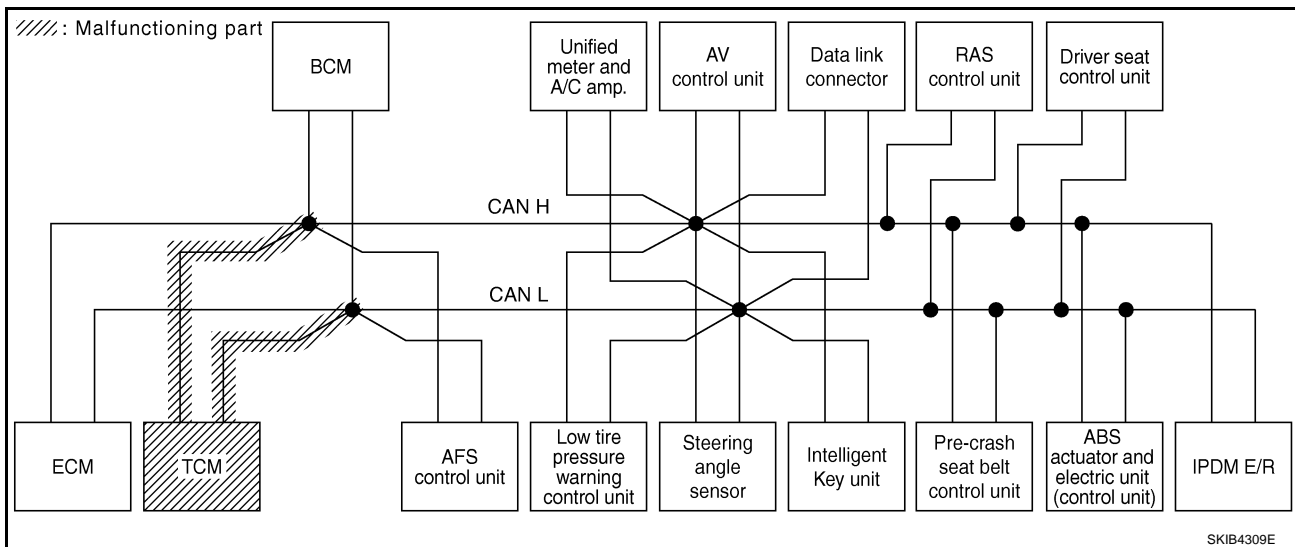 : Malfunctioning part
BCM
Unified
meter and
A/C amp.
AV
control unit
Data link
connector
RAS
control unit
Driver seat
control unit
CAN H
CAN L
ECM
TCM
AFS
control unit
Low tire
pressure
warning
control unit
Steering
angle
sensor
Intelligent
Key unit
Pre-crash
seat belt
control unit
ABS
actuator and
electric unit
(control unit)
IPDM E/R
SKIB4309E